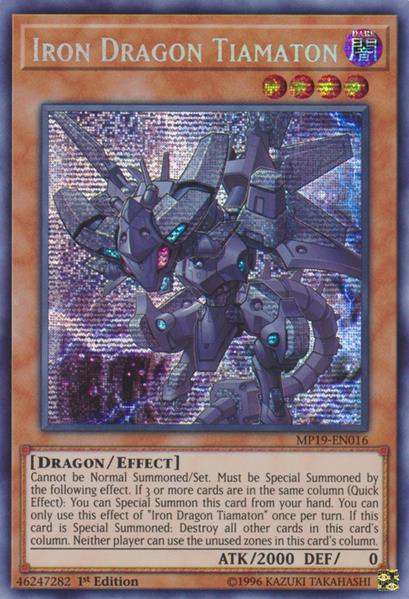 IRON DRAGON TIAMATON
DARK
闇
MP19-EN016
[DRAGON/EFFECT]
Cannot be Normal Summoned/Set. Must be Special Summoned by
the following effect. If 3 or more cards are in the same column (Quick
Effect): You can Special Summon this card from your hand. You can
only use this effect of "Iron Dragon Tiamaton" once per turn. If this
card is Special Summoned: Destroy all other cards in this card's
column. Neither player can use the unused zones in this card's column.
ATK/2000 DEF/ 0
46247282 1st Edition ©1996 KAZUKI TAKAHASHI